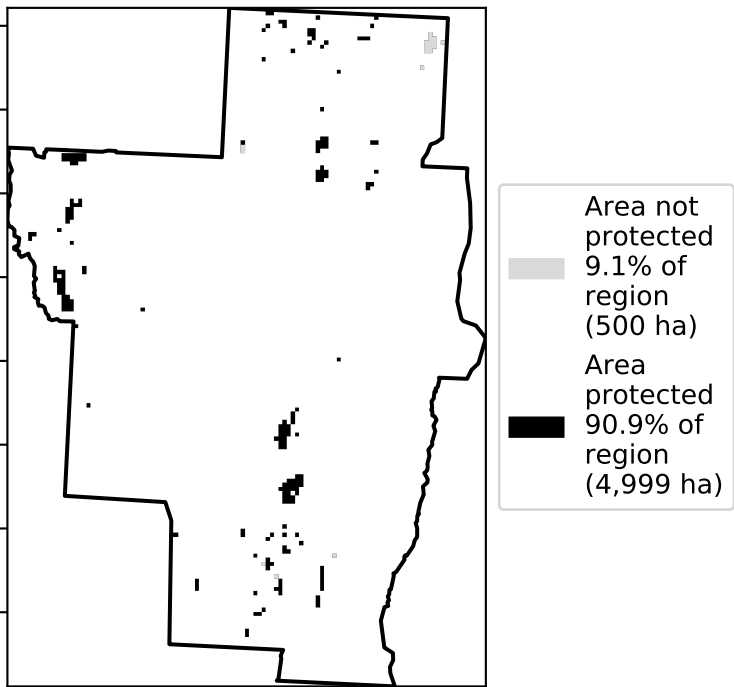 Area not
protected
9.1% of
region
(500 ha)
Area
protected
90.9% of
region
(4,999 ha)